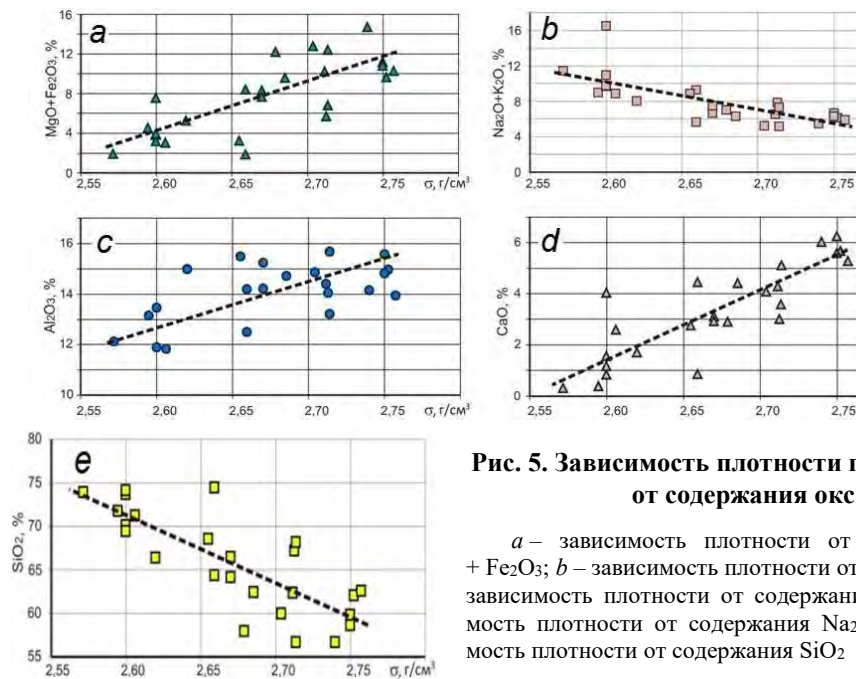 a
MgO+Fe2O3, %
16
12
8
4
0
2,55
2,60
2,65
2,70
2,75
σ, г/см³
b
Na2O+K2O, %
16
12
8
4
0
2,55
2,60
2,65
2,70
2,75
c
Al2O3, %
16
14
12
10
2,55
2,60
2,65
2,70
2,75
σ, г/см³
d
CaO, %
6
4
2
0
2,55
2,60
2,65
2,70
2,75
e
SiO2, %
80
75
70
65
60
55
2,55
2,60
2,65
2,70
2,75
σ, г/см³
Рис. 5. Зависимость плотности
от содержания
a – зависимость плотности от
+ Fe₂O₃; b – зависимость плотности от
зависимость плотности от
мость плотности от содержания
мость плотности от содержания SiO₂